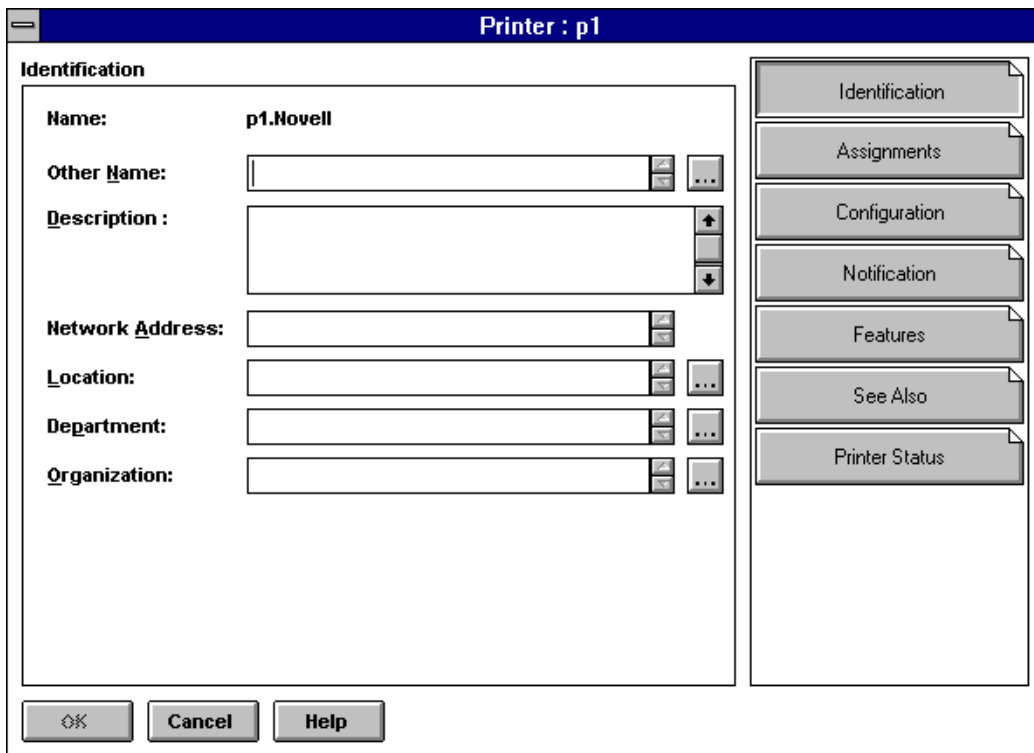 Printer : p1
Identification
Name: p1.Novell
Other Name: ...
Description :
Network Address:
Location: ...
Department: ...
Organization: ...
OK Cancel Help
Identification
Assignments
Configuration
Notification
Features
See Also
Printer Status